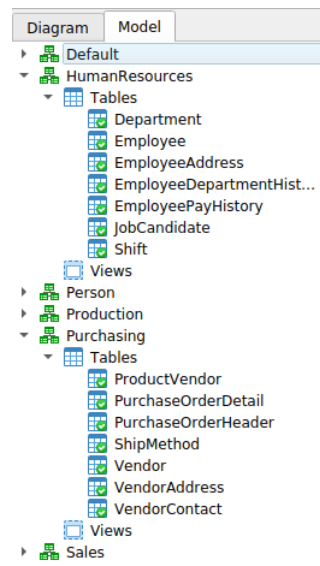 Diagram Model
Default
HumanResources
Tables
Department
Employee
EmployeeAddress
EmployeeDepartmentHist...
EmployeePayHistory
JobCandidate
Shift
Views
Person
Production
Purchasing
Tables
ProductVendor
PurchaseOrderDetail
PurchaseOrderHeader
ShipMethod
Vendor
VendorAddress
VendorContact
Views
Sales